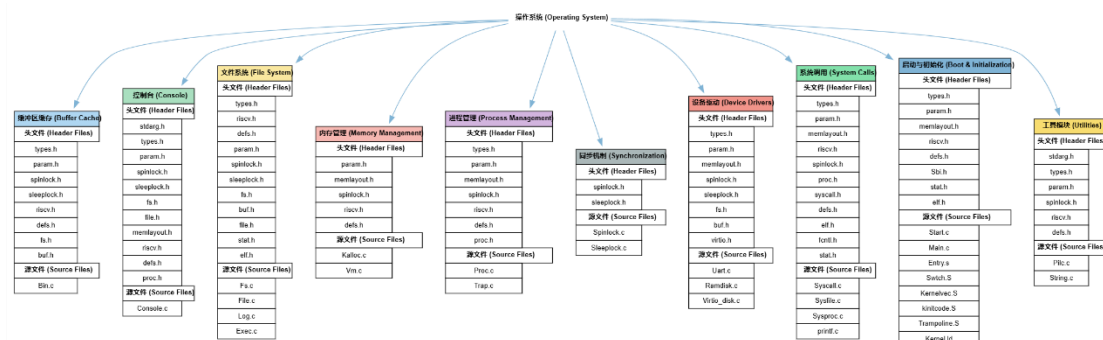 操作系统 (Operating System)
缓冲区缓存 (Buffer Cache)
头文件 (Header Files)
types.h
param.h
spinlock.h
sleeplock.h
riscv.h
defs.h
fs.h
buf.h
源文件 (Source Files)
Bin.c
控制台 (Console)
头文件 (Header Files)
stdarg.h
types.h
param.h
spinlock.h
sleeplock.h
fs.h
file.h
memlayout.h
riscv.h
defs.h
proc.h
源文件 (Source Files)
Console.c
文件系统 (File System)
头文件 (Header Files)
types.h
riscv.h
defs.h
param.h
spinlock.h
sleeplock.h
fs.h
buf.h
file.h
stat.h
elf.h
源文件 (Source Files)
Fs.c
File.c
Log.c
Exec.c
内存管理 (Memory Management)
头文件 (Header Files)
param.h
memlayout.h
spinlock.h
riscv.h
defs.h
源文件 (Source Files)
Kalloc.c
Vm.c
进程管理 (Process Management)
头文件 (Header Files)
types.h
param.h
memlayout.h
spinlock.h
riscv.h
defs.h
proc.h
源文件 (Source Files)
Proc.c
Trap.c
同步机制 (Synchronization)
头文件 (Header Files)
spinlock.h
sleeplock.h
源文件 (Source Files)
Spinlock.c
Sleeplock.c
设备驱动 (Device Drivers)
头文件 (Header Files)
types.h
param.h
memlayout.h
spinlock.h
sleeplock.h
fs.h
buf.h
virtio.h
源文件 (Source Files)
Uart.c
Ramdisk.c
Virtio_disk.c
系统调用 (System Calls)
头文件 (Header Files)
types.h
param.h
memlayout.h
riscv.h
spinlock.h
proc.h
syscall.h
defs.h
elf.h
fcntl.h
stat.h
源文件 (Source Files)
Syscall.c
Sysfile.c
Sysproc.c
printf.c
启动与初始化 (Boot & Initialization)
头文件 (Header Files)
types.h
param.h
memlayout.h
riscv.h
defs.h
Sbi.h
stat.h
elf.h
源文件 (Source Files)
Start.c
Main.c
Entry.s
Swtch.S
Kernelvec.S
kinitcode.S
Trampoline.S
Kernel.ld
工具模块 (Utilities)
头文件 (Header Files)
stdarg.h
types.h
param.h
spinlock.h
riscv.h
defs.h
源文件 (Source Files)
Pilc.c
String.c